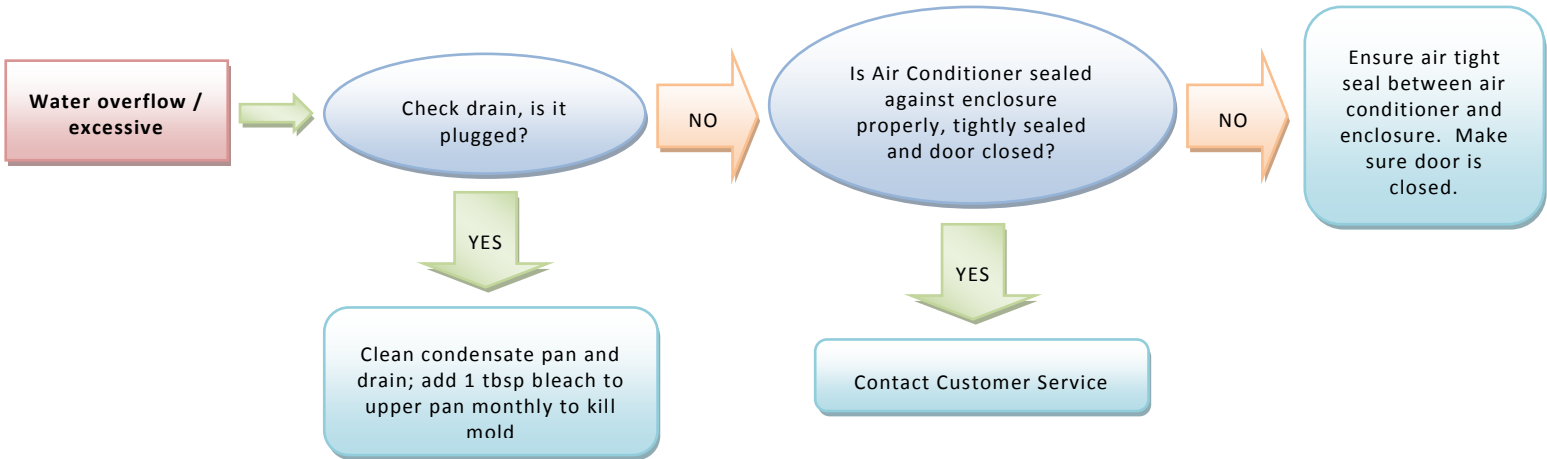 Water overflow /
excessive
Check drain, is it
plugged?
NO
Is Air Conditioner sealed
against enclosure
properly, tightly sealed
and door closed?
NO
Ensure air tight
seal between air
conditioner and
enclosure.  Make
sure door is
closed.
YES
Clean condensate pan and
drain; add 1 tbsp bleach to
upper pan monthly to kill
mold
YES
Contact Customer Service